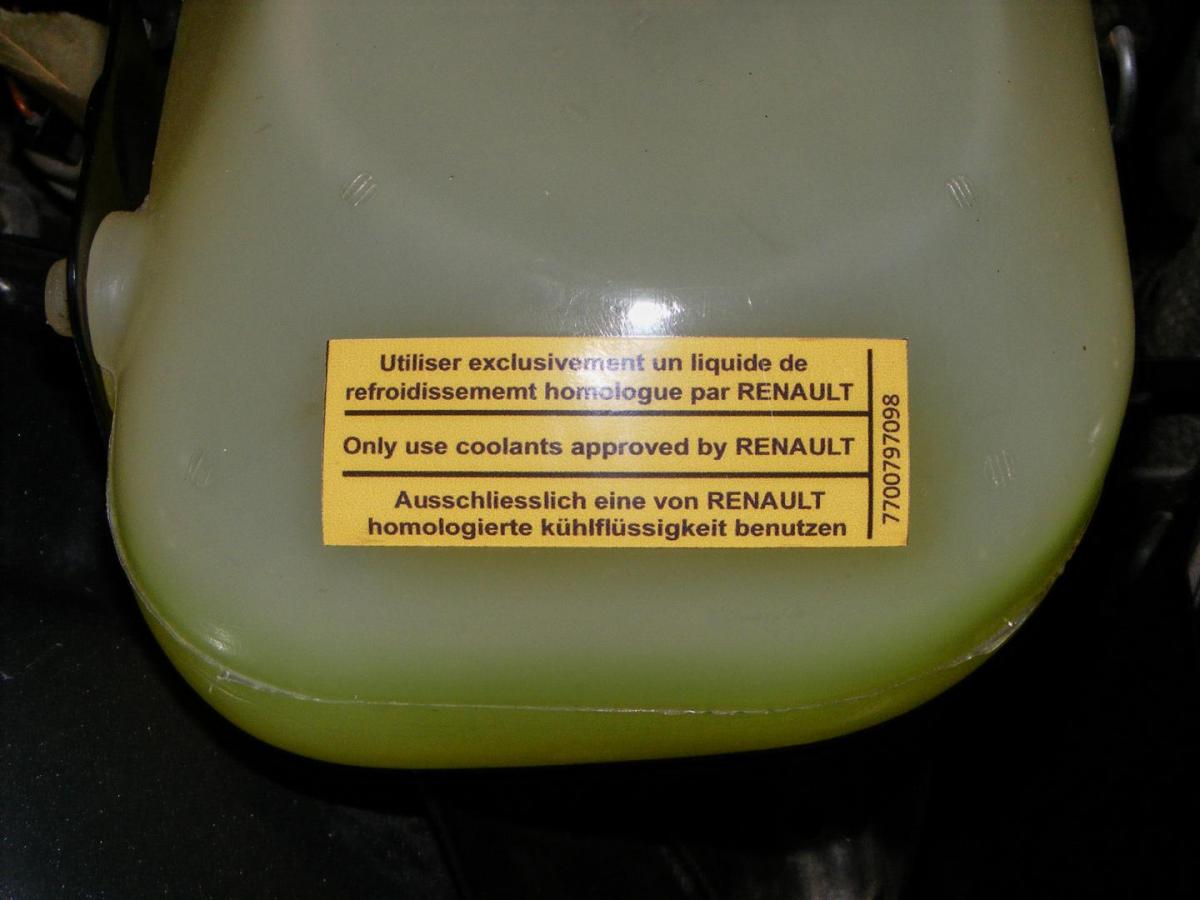 Utiliser exclusivement un liquide de
refroidissememt homologue par RENAULT
Only use coolants approved by RENAULT
Ausschliesslich eine von RENAULT
homologierte kühlflüssigkeit benutzen
7700797098